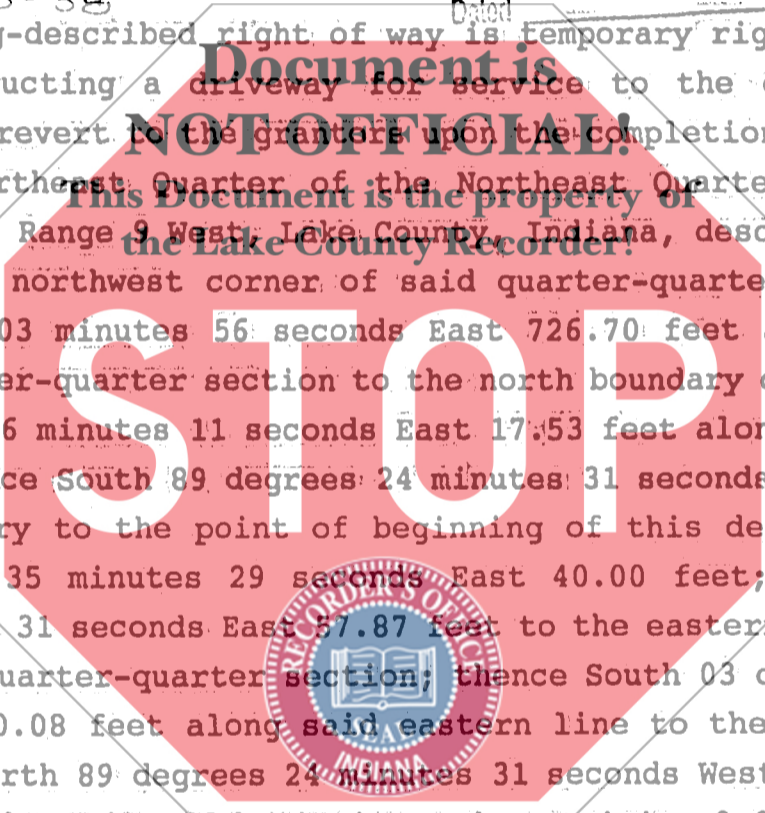 Dated
-described right of way is temporary rig
ucting a driveway for service to the
revert to the grantors upon the completion
rtheast Quarter of the Northeast Quarte
Range 9 West, Lake County, Indiana, desc
northwest corner of said quarter-quarte
03 minutes 56 seconds East 726.70 feet
er-quarter section to the north boundary
6 minutes 11 seconds East 17.53 feet alon
ce South 89 degrees 24 minutes 31 seconds
ry to the point of beginning of this de
35 minutes 29 seconds East 40.00 feet;
31 seconds East 57.87 feet to the eastern
uarter-quarter section; thence South 03
0.08 feet along said eastern line to the
rth 89 degrees 24 minutes 31 seconds West
Document is
NOT OFFICIAL!
This Document is the property of
the Lake County Recorder!
STOP
RECORDER'S OFFICE
SEAL
INDIANA